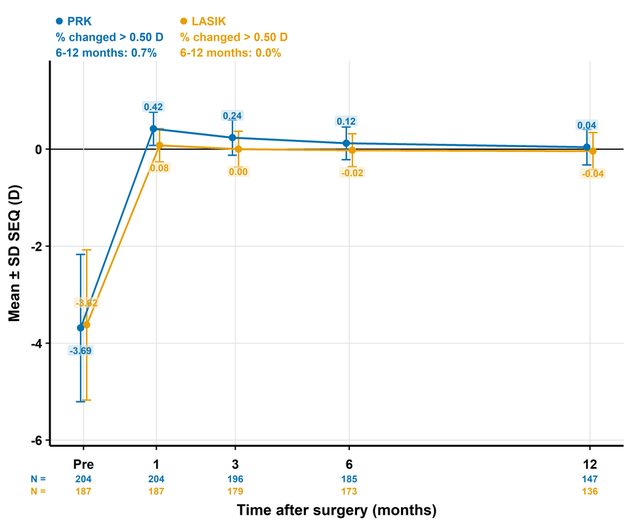 PRK
% changed > 0.50 D
6-12 months: 0.7%
LASIK
% changed > 0.50 D
6-12 months: 0.0%
Mean ± SD SEQ (D)
0
-2
-4
-6
0.42
0.24
0.12
0.04
0.08
0.00
-0.02
-0.04
-3.62
-3.69
Pre 1 3 6 12
N = 204 204 196 185 147
N = 187 187 179 173 136
Time after surgery (months)